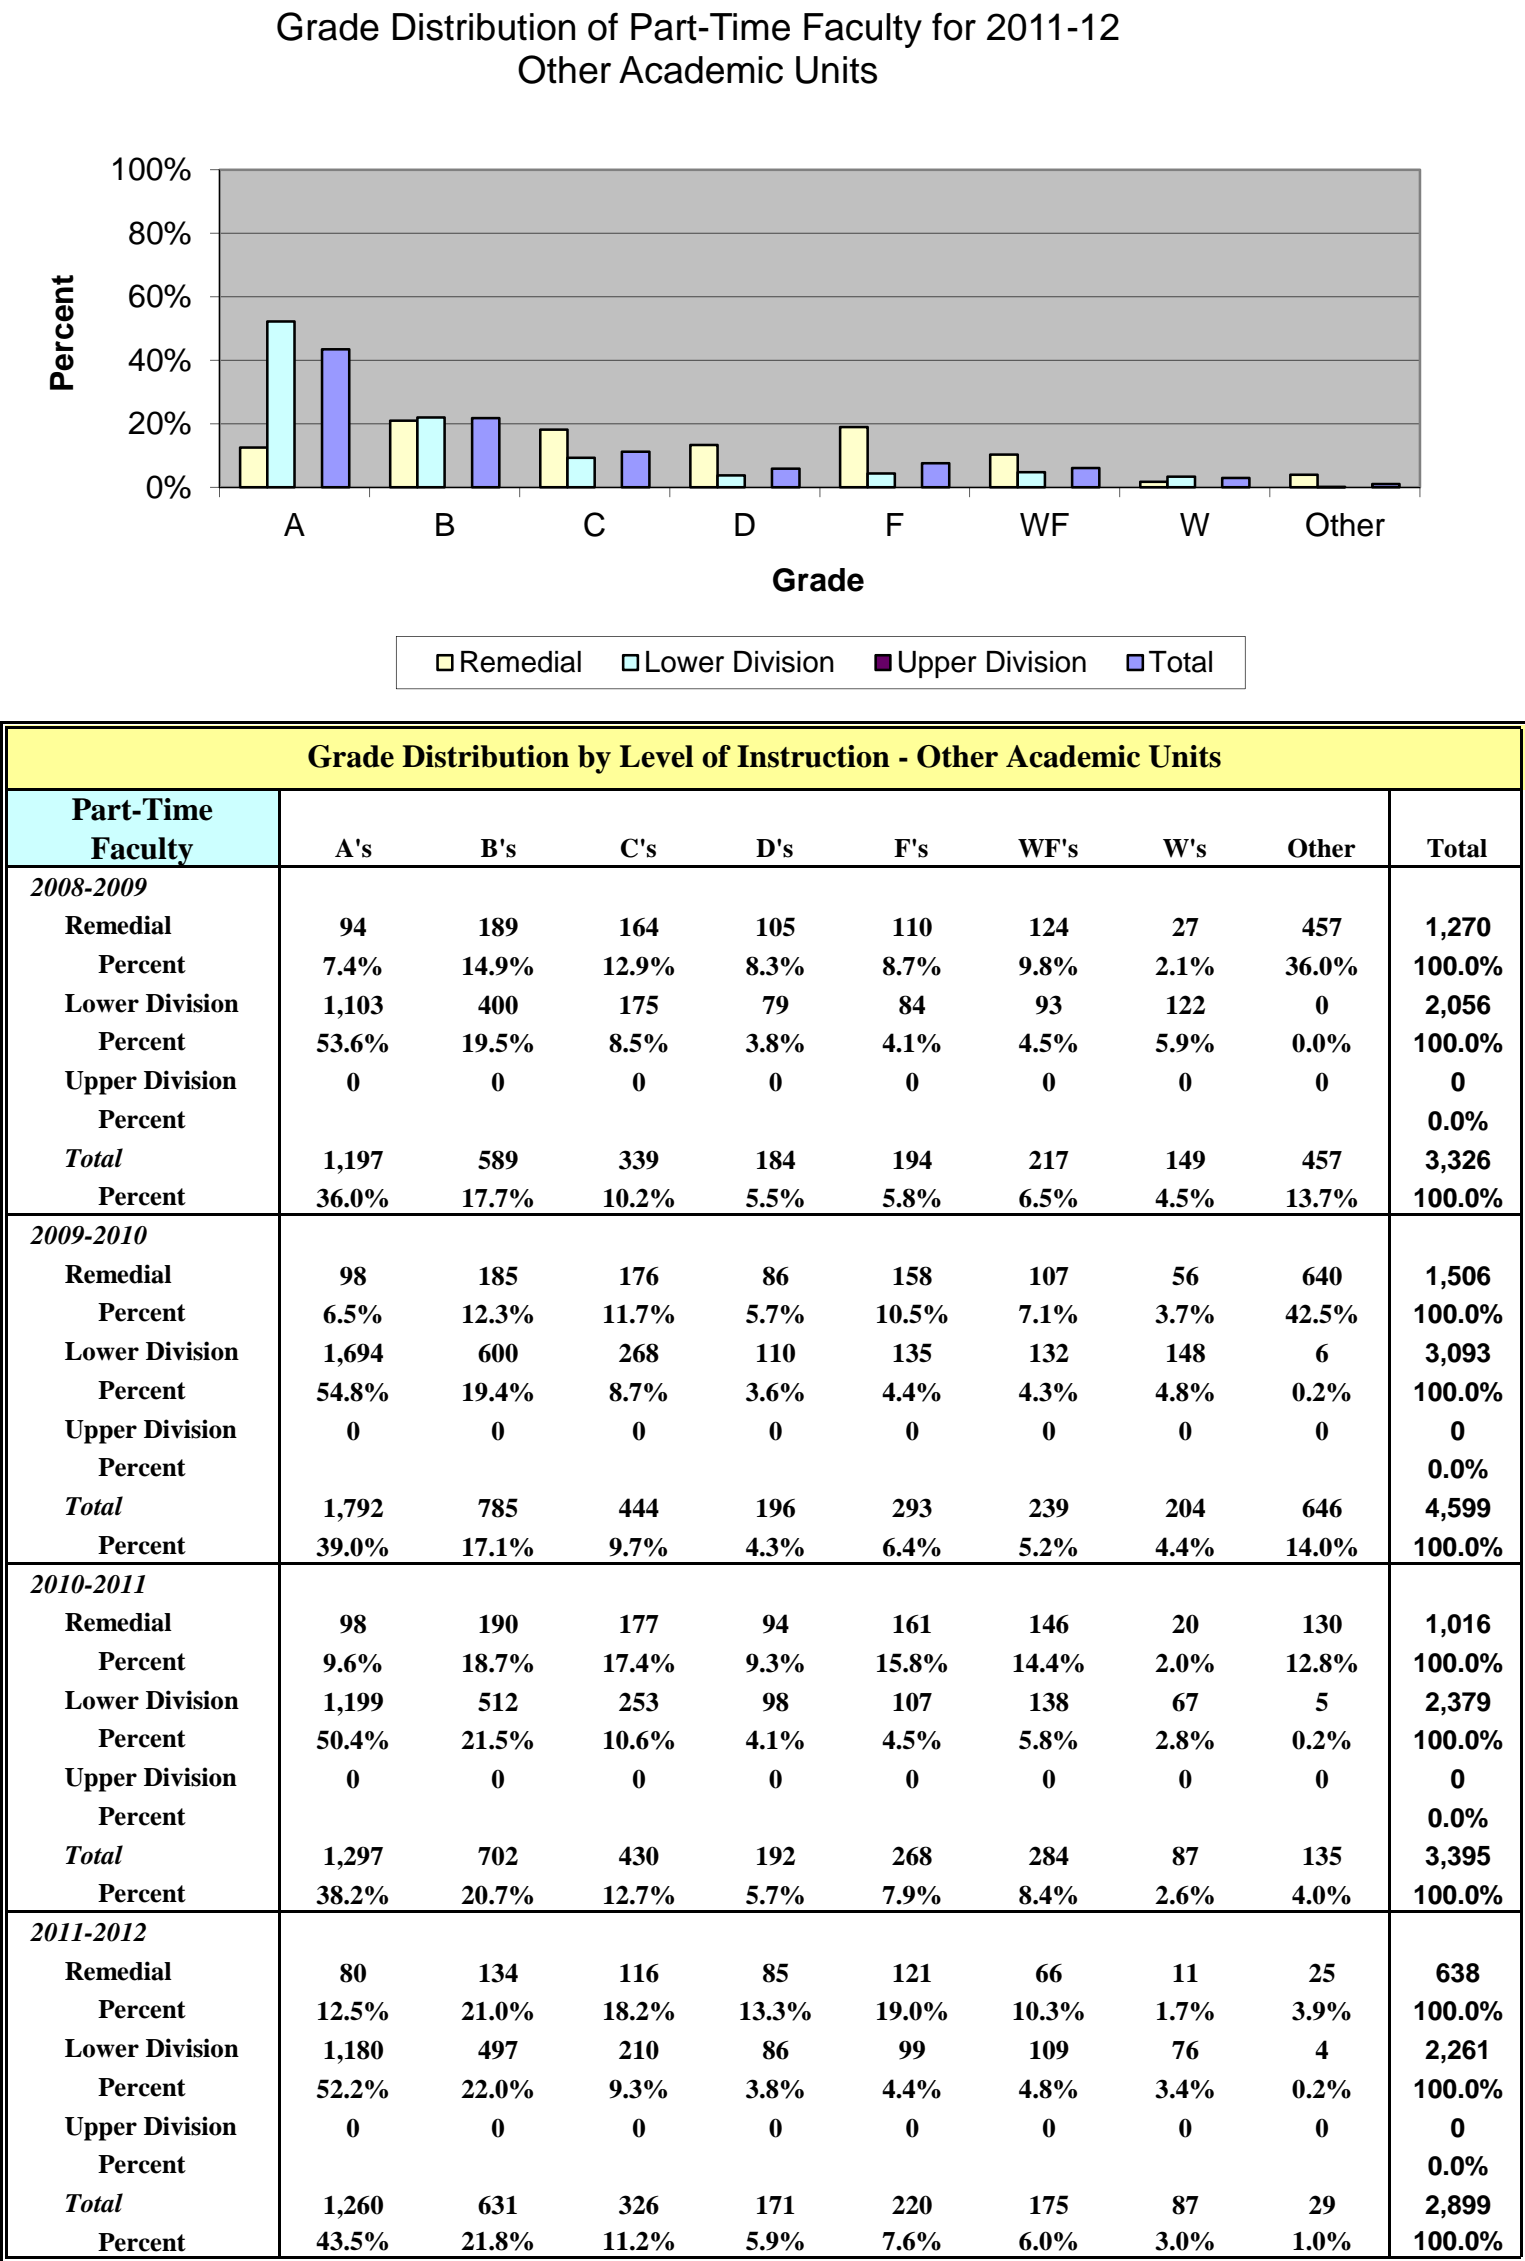 Grade Distribution of Part-Time Faculty for 2011-12
Other Academic Units
100%
80%
60%
40%
20%
0%
Percent
A B C D F WF W Other
Grade
Remedial Lower Division Upper Division Total
Grade Distribution by Level of Instruction - Other Academic Units
Part-Time
Faculty A's B's C's D's F's WF's W's Other Total
2008-2009
Remedial 94 189 164 105 110 124 27 457 1,270
Percent 7.4% 14.9% 12.9% 8.3% 8.7% 9.8% 2.1% 36.0% 100.0%
Lower Division 1,103 400 175 79 84 93 122 0 2,056
Percent 53.6% 19.5% 8.5% 3.8% 4.1% 4.5% 5.9% 0.0% 100.0%
Upper Division 0 0 0 0 0 0 0 0 0
Percent 0.0%
Total 1,197 589 339 184 194 217 149 457 3,326
Percent 36.0% 17.7% 10.2% 5.5% 5.8% 6.5% 4.5% 13.7% 100.0%
2009-2010
Remedial 98 185 176 86 158 107 56 640 1,506
Percent 6.5% 12.3% 11.7% 5.7% 10.5% 7.1% 3.7% 42.5% 100.0%
Lower Division 1,694 600 268 110 135 132 148 6 3,093
Percent 54.8% 19.4% 8.7% 3.6% 4.4% 4.3% 4.8% 0.2% 100.0%
Upper Division 0 0 0 0 0 0 0 0 0
Percent 0.0%
Total 1,792 785 444 196 293 239 204 646 4,599
Percent 39.0% 17.1% 9.7% 4.3% 6.4% 5.2% 4.4% 14.0% 100.0%
2010-2011
Remedial 98 190 177 94 161 146 20 130 1,016
Percent 9.6% 18.7% 17.4% 9.3% 15.8% 14.4% 2.0% 12.8% 100.0%
Lower Division 1,199 512 253 98 107 138 67 5 2,379
Percent 50.4% 21.5% 10.6% 4.1% 4.5% 5.8% 2.8% 0.2% 100.0%
Upper Division 0 0 0 0 0 0 0 0 0
Percent 0.0%
Total 1,297 702 430 192 268 284 87 135 3,395
Percent 38.2% 20.7% 12.7% 5.7% 7.9% 8.4% 2.6% 4.0% 100.0%
2011-2012
Remedial 80 134 116 85 121 66 11 25 638
Percent 12.5% 21.0% 18.2% 13.3% 19.0% 10.3% 1.7% 3.9% 100.0%
Lower Division 1,180 497 210 86 99 109 76 4 2,261
Percent 52.2% 22.0% 9.3% 3.8% 4.4% 4.8% 3.4% 0.2% 100.0%
Upper Division 0 0 0 0 0 0 0 0 0
Percent 0.0%
Total 1,260 631 326 171 220 175 87 29 2,899
Percent 43.5% 21.8% 11.2% 5.9% 7.6% 6.0% 3.0% 1.0% 100.0%